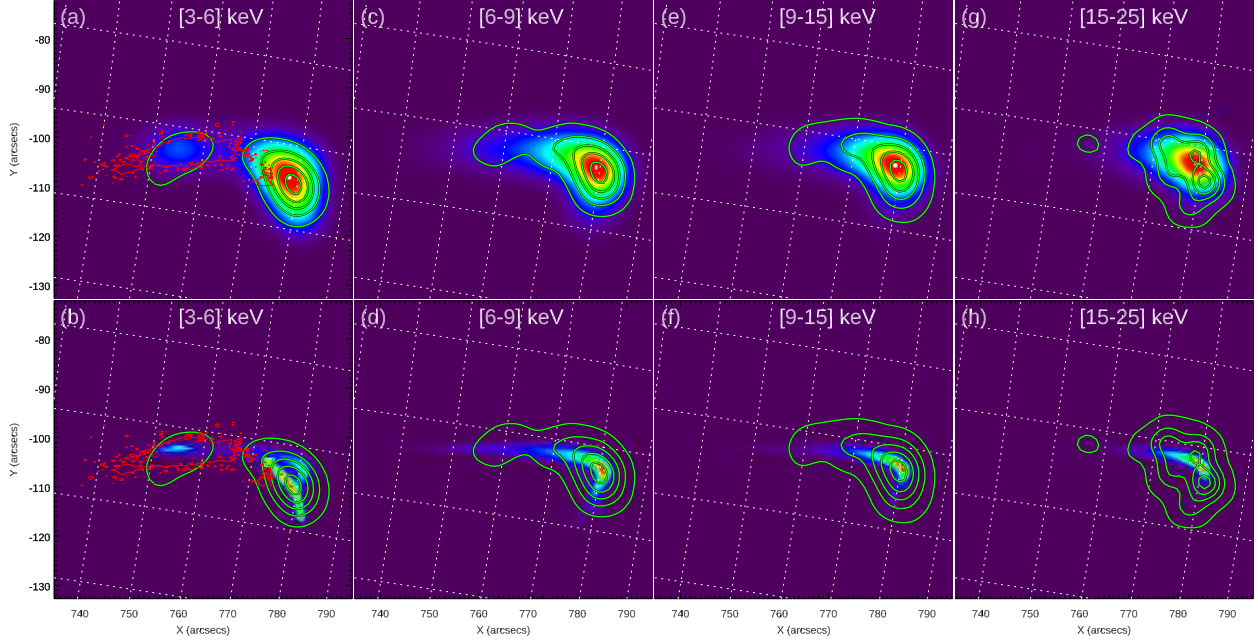 (a) [3-6] keV (c) [6-9] keV (e) [9-15] keV (g) [15-25] keV
-80
-90
-100
-110
-120
-130
Y (arcsecs)
(b) [3-6] keV (d) [6-9] keV (f) [9-15] keV (h) [15-25] keV
-80
-90
-100
-110
-120
-130
Y (arcsecs)
740 750 760 770 780 790 740 750 760 770 780 790 740 750 760 770 780 790 740 750 760 770 780 790
X (arcsecs) X (arcsecs) X (arcsecs) X (arcsecs)